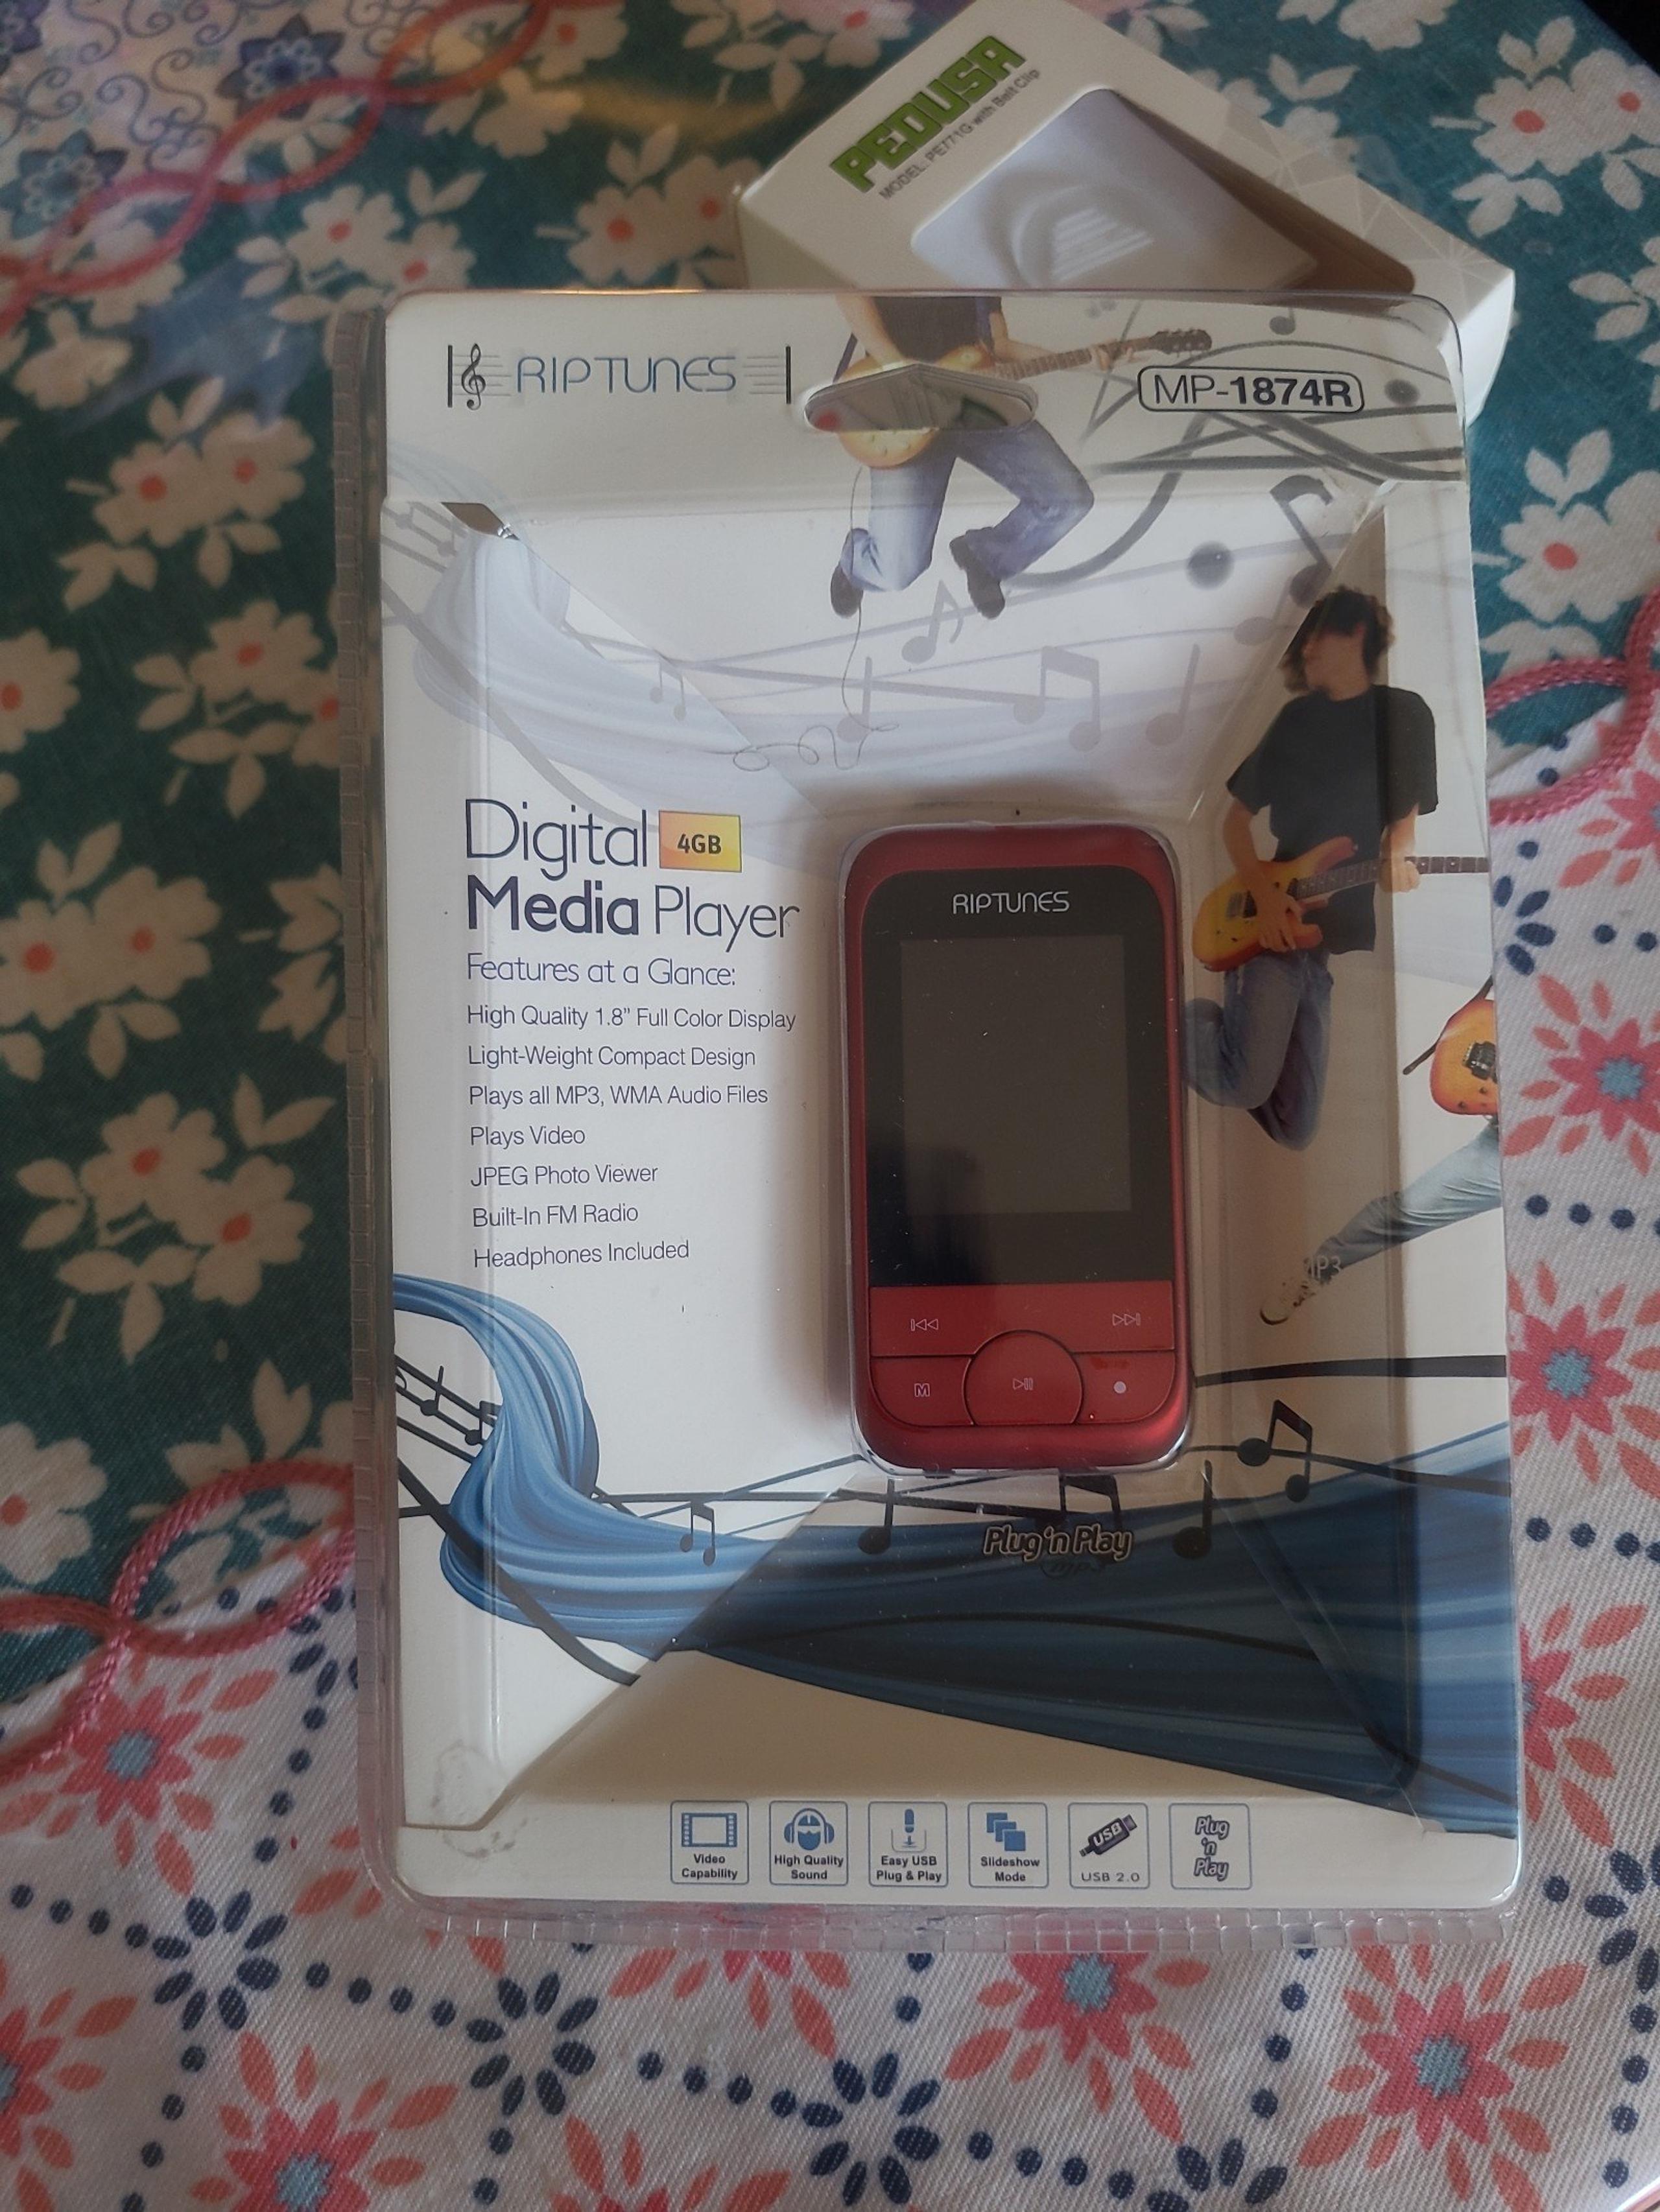 PEDUSA
MODEL: PE771G with Belt Clip
RIPTUNES
MP-1874R
Digital 4GB
Media Player
Features at a Glance:
High Quality 1.8" Full Color Display
Light-Weight Compact Design
Plays all MP3, WMA Audio Files
Plays Video
JPEG Photo Viewer
Built-In FM Radio
Headphones Included
RIPTUNES
M
MP3
Plug 'n Play
Video
Capability
High Quality
Sound
Easy USB
Plug & Play
Slideshow
Mode
USB
USB 2.0
Plug
'n
Play